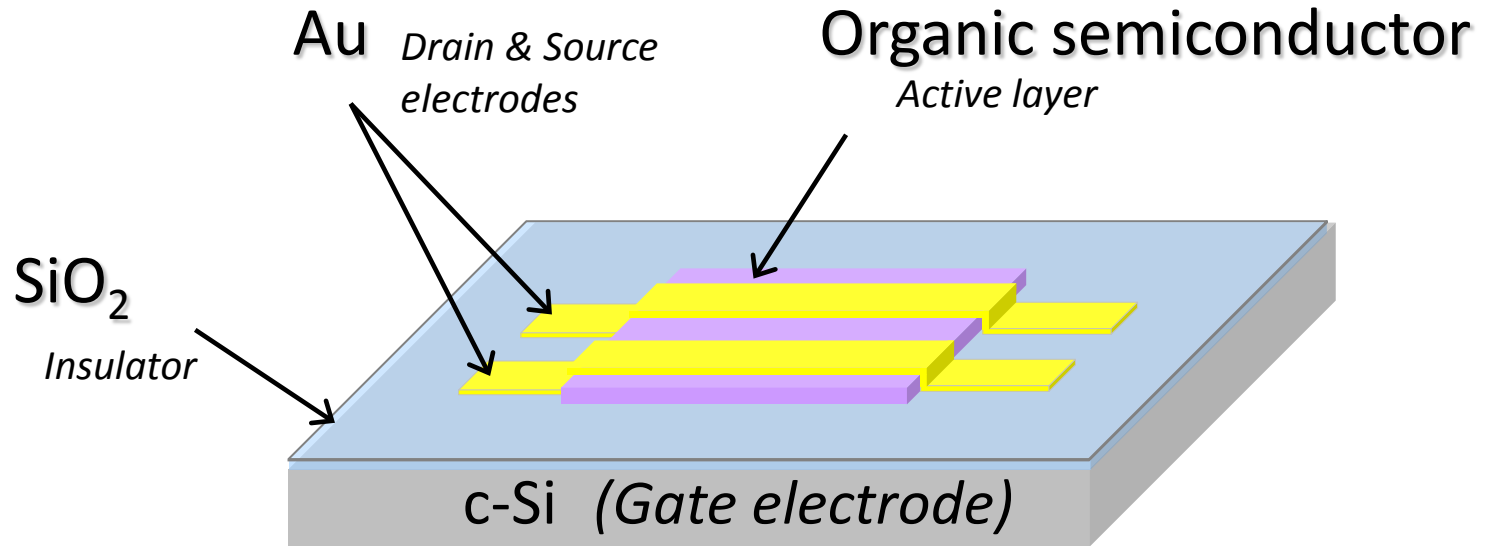 Au
Drain & Source
electrodes
Organic semiconductor
Active layer
SiO₂
Insulator
c-Si (Gate electrode)